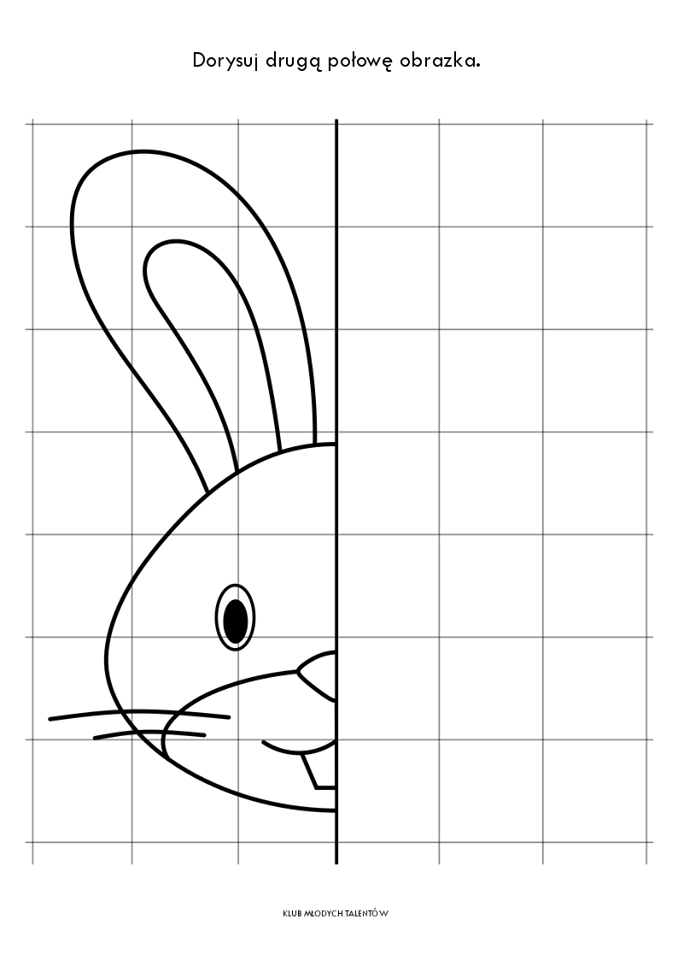 Dorysuj drugą połowę obrazka.
KLUB MŁODYCH TALENTÓW